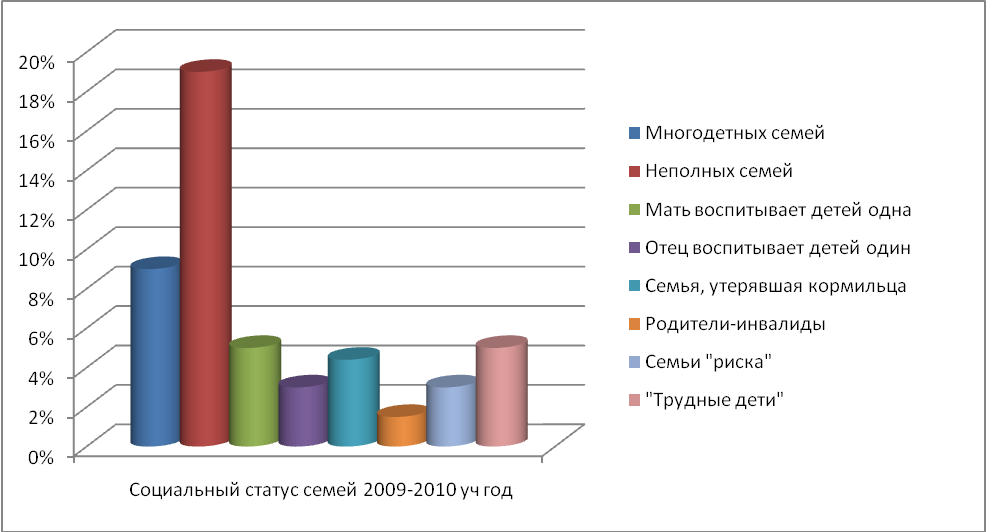 20%
18%
16%
14%
12%
10%
8%
6%
4%
2%
0%
Социальный статус семей 2009-2010 уч год
Многодетных семей
Неполных семей
Мать воспитывает детей одна
Отец воспитывает детей один
Семья, утерявшая кормильца
Родители-инвалиды
Семьи "риска"
"Трудные дети"